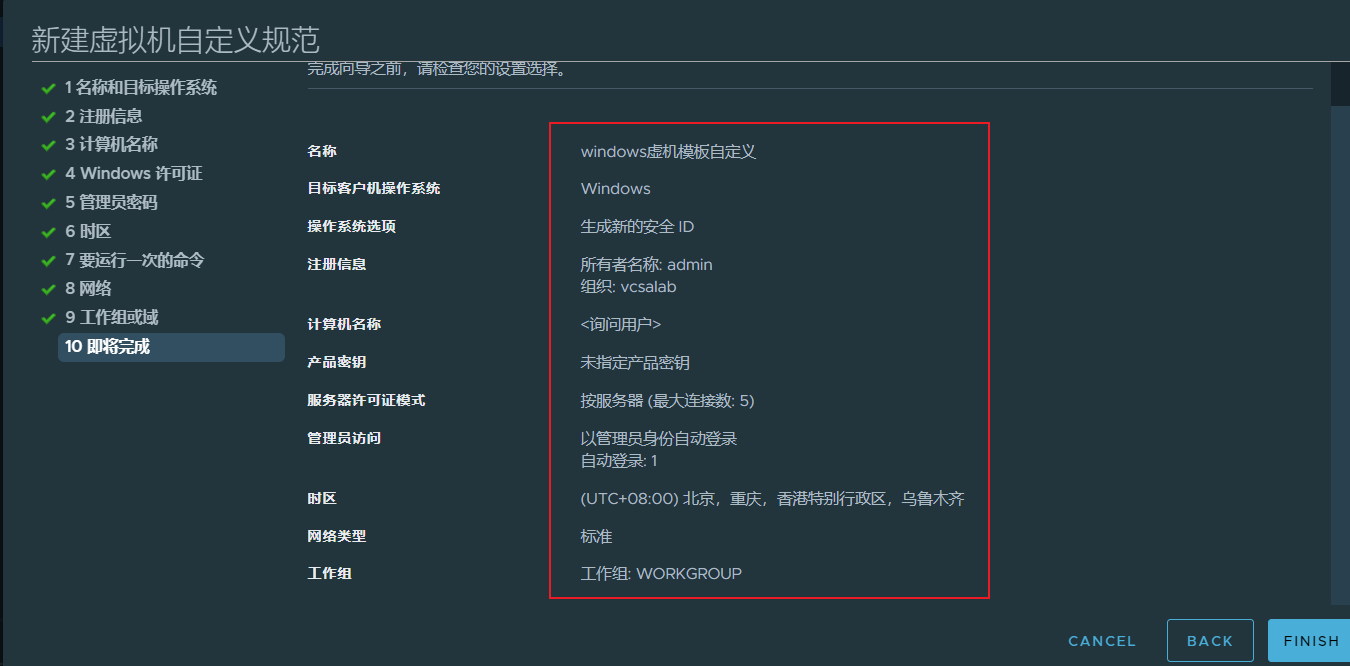 新建虚拟机自定义规范
完成向导之前，请检查您的设置选择。
1 名称和目标操作系统
2 注册信息
3 计算机名称
4 Windows 许可证
5 管理员密码
6 时区
7 要运行一次的命令
8 网络
9 工作组或域
10 即将完成
名称 windows虚机模板自定义
目标客户机操作系统 Windows
操作系统选项 生成新的安全 ID
注册信息 所有者名称: admin
组织: vcsalab
计算机名称 <询问用户>
产品密钥 未指定产品密钥
服务器许可证模式 按服务器 (最大连接数: 5)
管理员访问 以管理员身份自动登录
自动登录: 1
时区 (UTC+08:00) 北京，重庆，香港特别行政区，乌鲁木齐
网络类型 标准
工作组 工作组: WORKGROUP
CANCEL BACK FINISH